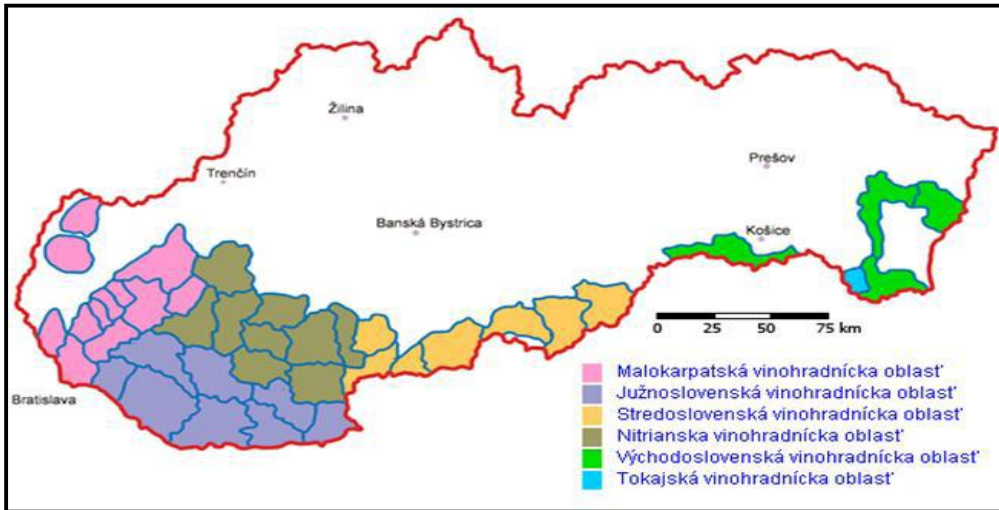 Žilina
Prešov
Trenčín
Banská Bystrica
Košice
0 25 50 75 km
Bratislava
Malokarpatská vinohradnícka oblasť
Južnoslovenská vinohradnícka oblasť
Stredoslovenská vinohradnícka oblasť
Nitrianska vinohradnícka oblasť
Východoslovenská vinohradnícka oblasť
Tokajská vinohradnícka oblasť